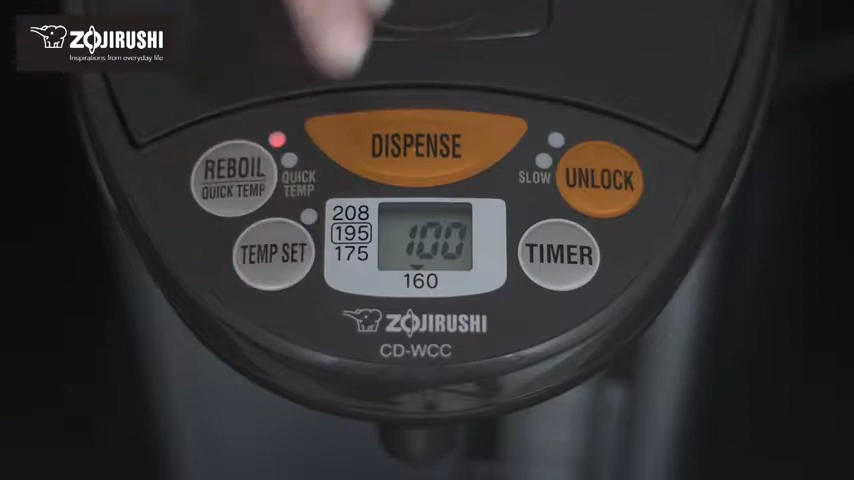 ZOJIRUSHI
Inspirations from everyday life
DISPENSE
REBOIL
QUICK TEMP
QUICK
TEMP
SLOW
UNLOCK
TEMP SET
208
195
175
100
160
TIMER
ZOJIRUSHI
CD-WCC